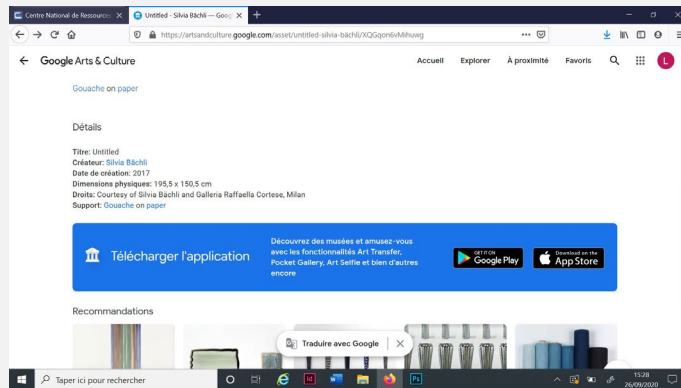 Centre National de Ressources
Untitled - Silvia Bächli — Goog
https://artsandculture.google.com/asset/untitled-silvia-bächli/XQGqon6vMihuwg
Google Arts & Culture
Accueil Explorer À proximité Favoris
L
Gouache on paper
Détails
Titre: Untitled
Créateur: Silvia Bächli
Date de création: 2017
Dimensions physiques: 195,5 x 150,5 cm
Droits: Courtesy of Silvia Bächli and Galleria Raffaella Cortese, Milan
Support: Gouache on paper
Télécharger l'application
Découvrez des musées et amusez-vous
avec les fonctionnalités Art Transfer,
Pocket Gallery, Art Selfie et bien d'autres
encore
GET IT ON
Google Play
Download on the
App Store
Recommandations
Traduire avec Google
Taper ici pour rechercher
Id
Ps
15:28
26/09/2020